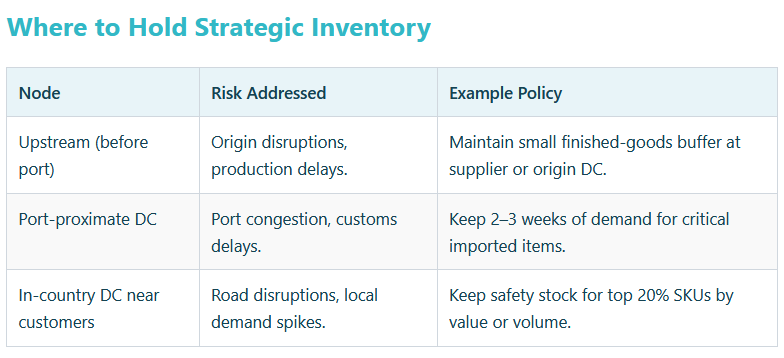 Where to Hold Strategic Inventory
Node Risk Addressed Example Policy
Upstream (before Origin disruptions, Maintain small finished-goods buffer at
port) production delays. supplier or origin DC.
Port-proximate DC Port congestion, customs Keep 2–3 weeks of demand for critical
delays. imported items.
In-country DC near Road disruptions, local Keep safety stock for top 20% SKUs by
customers demand spikes. value or volume.